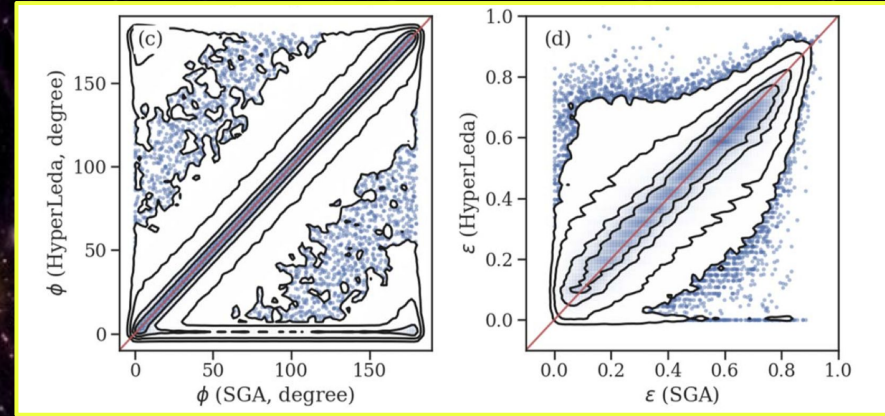 (c)
ϕ (HyperLeda, degree)
150
100
50
0
0 50 100 150
ϕ (SGA, degree)
(d)
ε (HyperLeda)
1.0
0.8
0.6
0.4
0.2
0.0
0.0 0.2 0.4 0.6 0.8 1.0
ε (SGA)